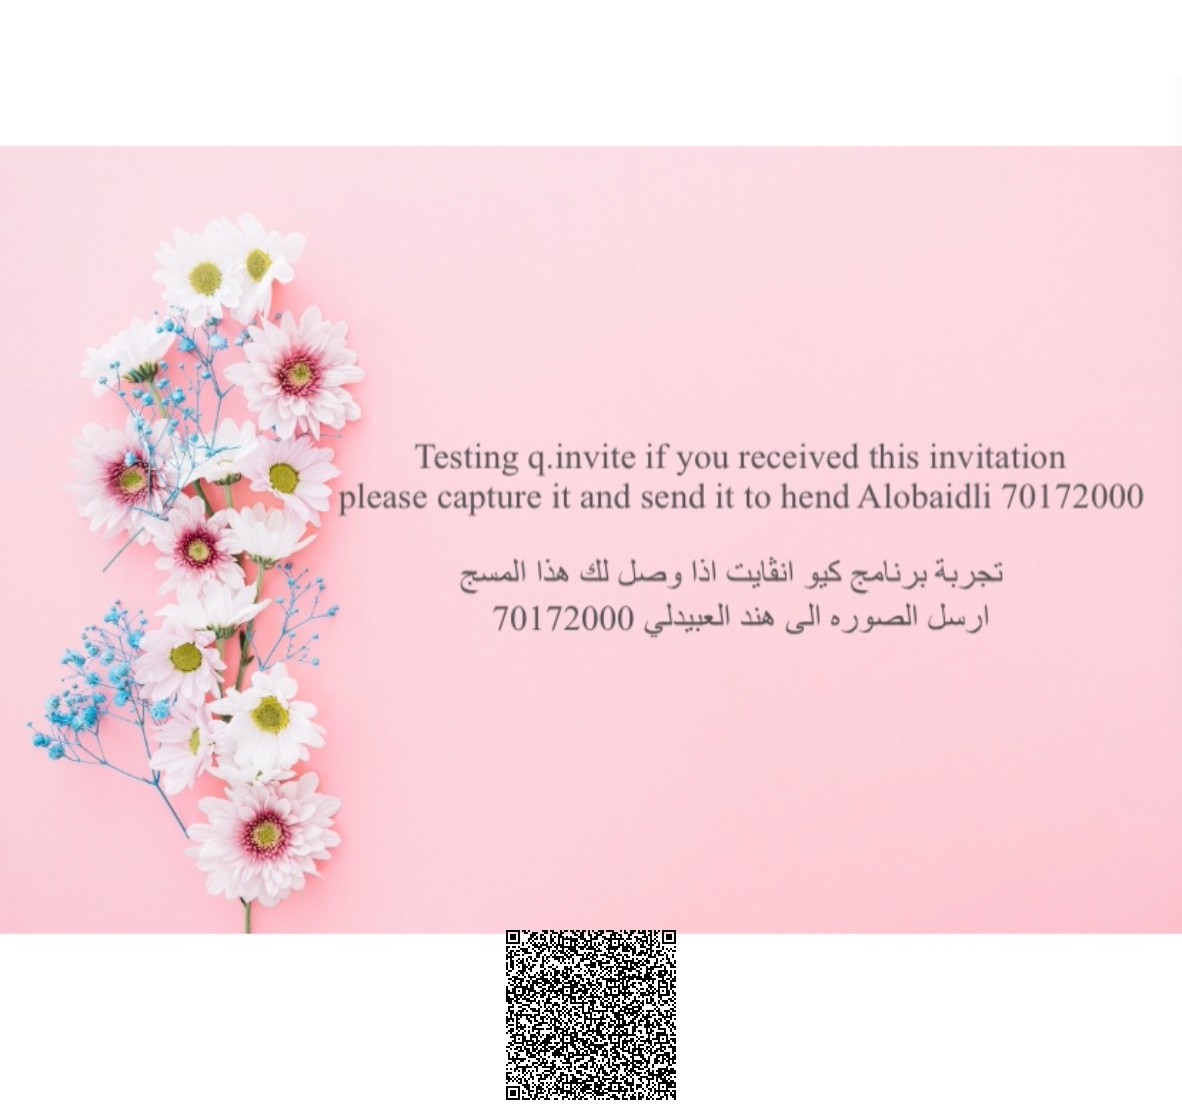 Testing q.invite if you received this invitation
please capture it and send it to hend Alobaidli 70172000
تجربة برنامج كيو انڤايت اذا وصل لك هذا المسج
ارسل الصوره الى هند العبيدلي 70172000